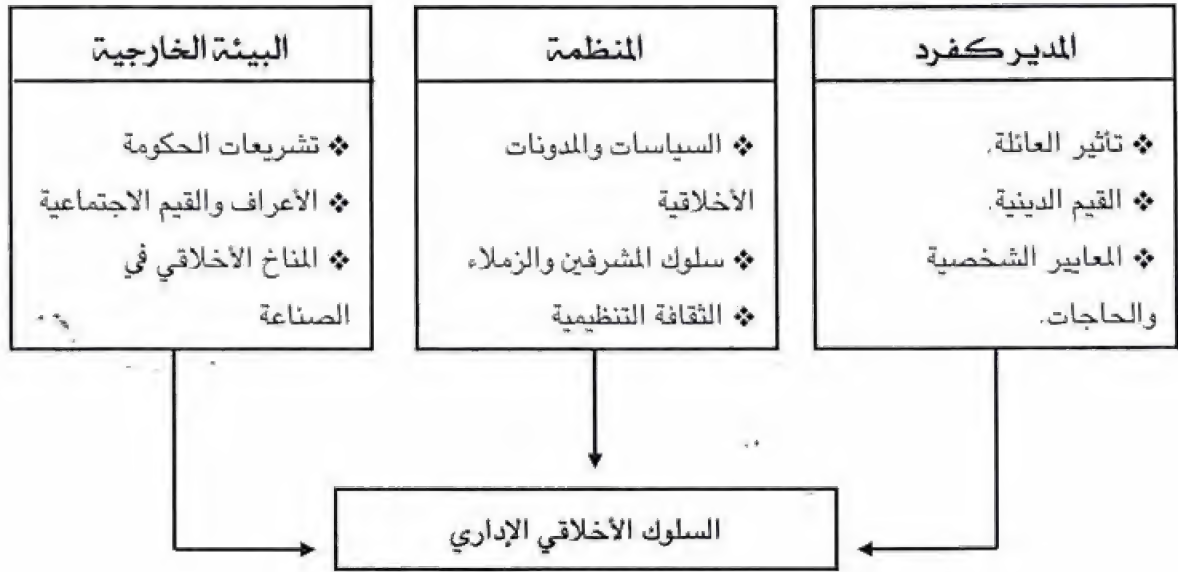 المدير كفرد
❖ تأثير العائلة.
❖ القيم الدينية.
❖ المعايير الشخصية
والحاجات.
المنظمة
❖ السياسات والمدونات
الأخلاقية
❖ سلوك المشرفين والزملاء
❖ الثقافة التنظيمية
البيئة الخارجية
❖ تشريعات الحكومة
❖ الأعراف والقيم الاجتماعية
❖ المناخ الأخلاقي في
الصناعة
السلوك الأخلاقي الإداري